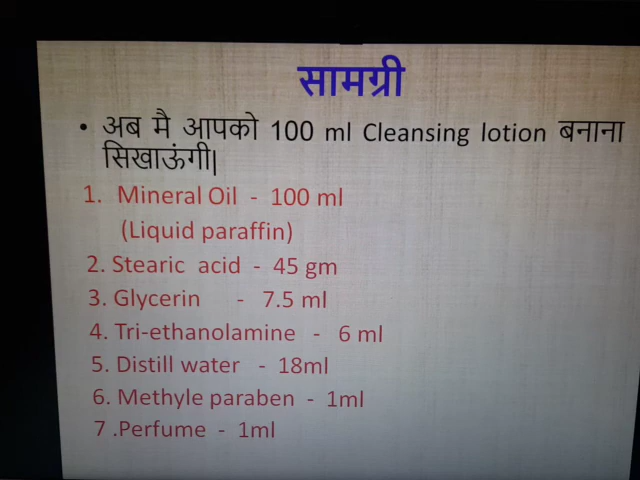 सामग्री
• अब मै आपको 100 ml Cleansing lotion बनाना
सिखाऊंगी|
1. Mineral Oil - 100 ml
(Liquid paraffin)
2. Stearic acid - 45 gm
3. Glycerin - 7.5 ml
4. Tri-ethanolamine - 6 ml
5. Distill water - 18ml
6. Methyle paraben - 1ml
7 .Perfume - 1ml